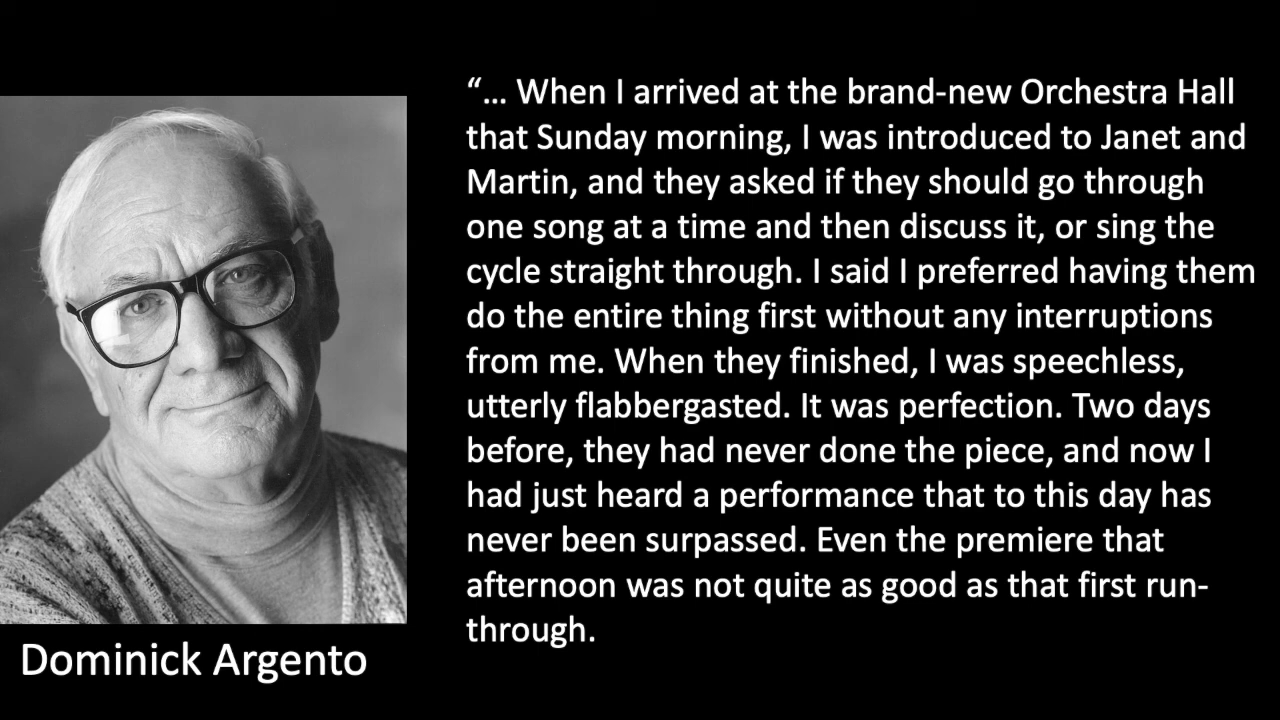 “... When I arrived at the brand-new Orchestra Hall
that Sunday morning, I was introduced to Janet and
Martin, and they asked if they should go through
one song at a time and then discuss it, or sing the
cycle straight through. I said I preferred having them
do the entire thing first without any interruptions
from me. When they finished, I was speechless,
utterly flabbergasted. It was perfection. Two days
before, they had never done the piece, and now I
had just heard a performance that to this day has
never been surpassed. Even the premiere that
afternoon was not quite as good as that first run-
through.
Dominick Argento